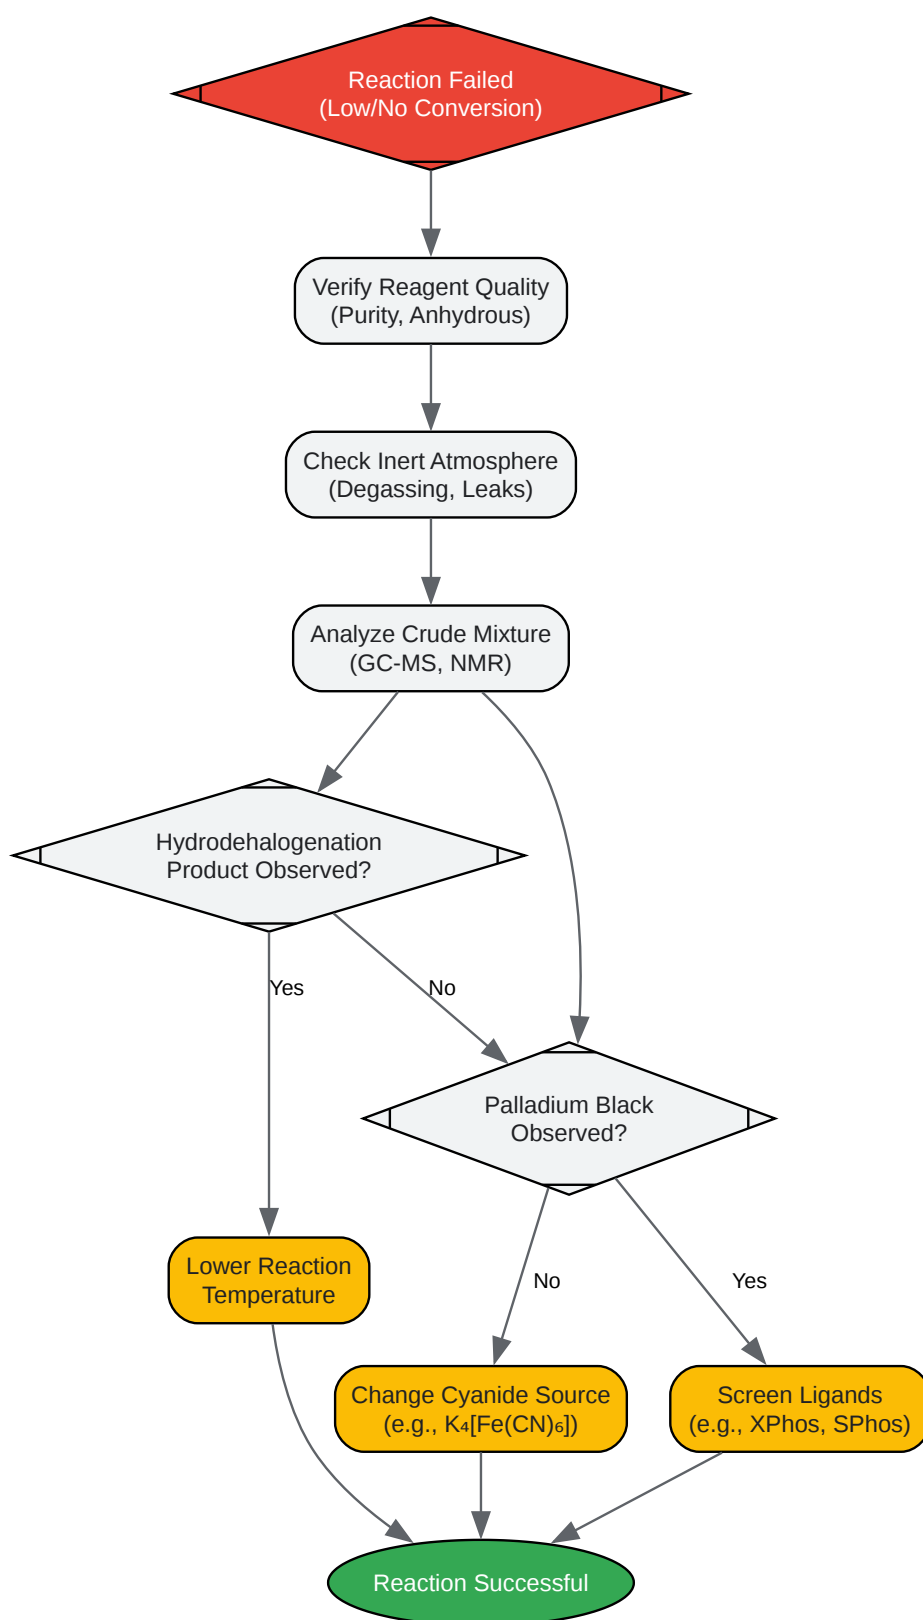 Reaction Failed
(Low/No Conversion)
Verify Reagent Quality
(Purity, Anhydrous)
Check Inert Atmosphere
(Degassing, Leaks)
Analyze Crude Mixture
(GC-MS, NMR)
Hydrodehalogenation
Product Observed?
Yes
No
Palladium Black
Observed?
Lower Reaction
Temperature
No
Yes
Change Cyanide Source
(e.g., K₄[Fe(CN)₆])
Screen Ligands
(e.g., XPhos, SPhos)
Reaction Successful